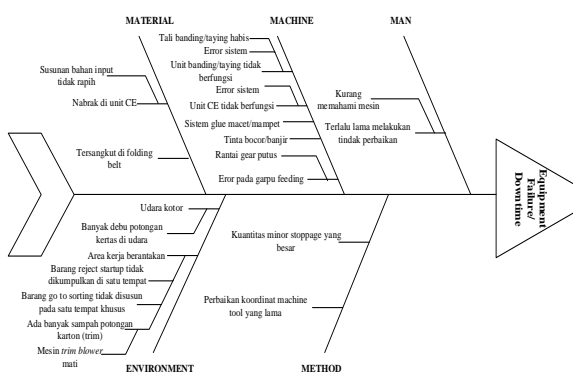 MATERIAL
MACHINE
MAN
Tali banding/taying habis
Error sistem
Unit banding/taying tidak
berfungsi
Error sistem
Unit CE tidak berfungsi
Sistem glue macet/mampet
Tinta bocor/banjir
Rantai gear putus
Eror pada garpu feeding
Susunan bahan input
tidak rapih
Nabrak di unit CE
Tersangkut di folding
belt
Kurang
memahami mesin
Terlalu lama melakukan
tindak perbaikan
Equipment
Failure/
Downtime
Udara kotor
Banyak debu potongan
kertas di udara
Area kerja berantakan
Barang reject startup tidak
dikumpulkan di satu tempat
Barang go to sorting tidak disusun
pada satu tempat khusus
Ada banyak sampah potongan
karton (trim)
Mesin trim blower
mati
Kuantitas minor stoppage yang
besar
Perbaikan koordinat machine
tool yang lama
ENVIRONMENT
METHOD